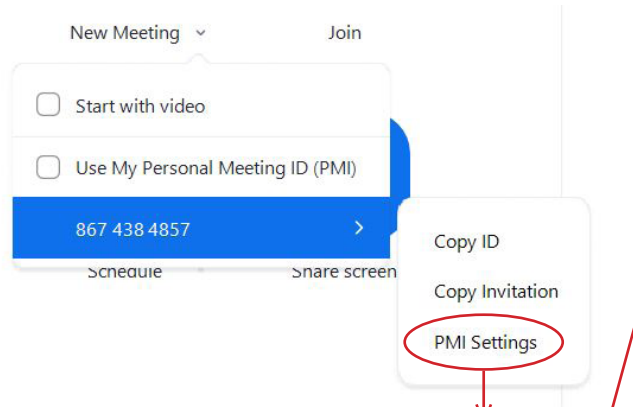 New Meeting Join
Start with video
Use My Personal Meeting ID (PMI)
867 438 4857
Copy ID
Schedule Share screen
Copy Invitation
PMI Settings